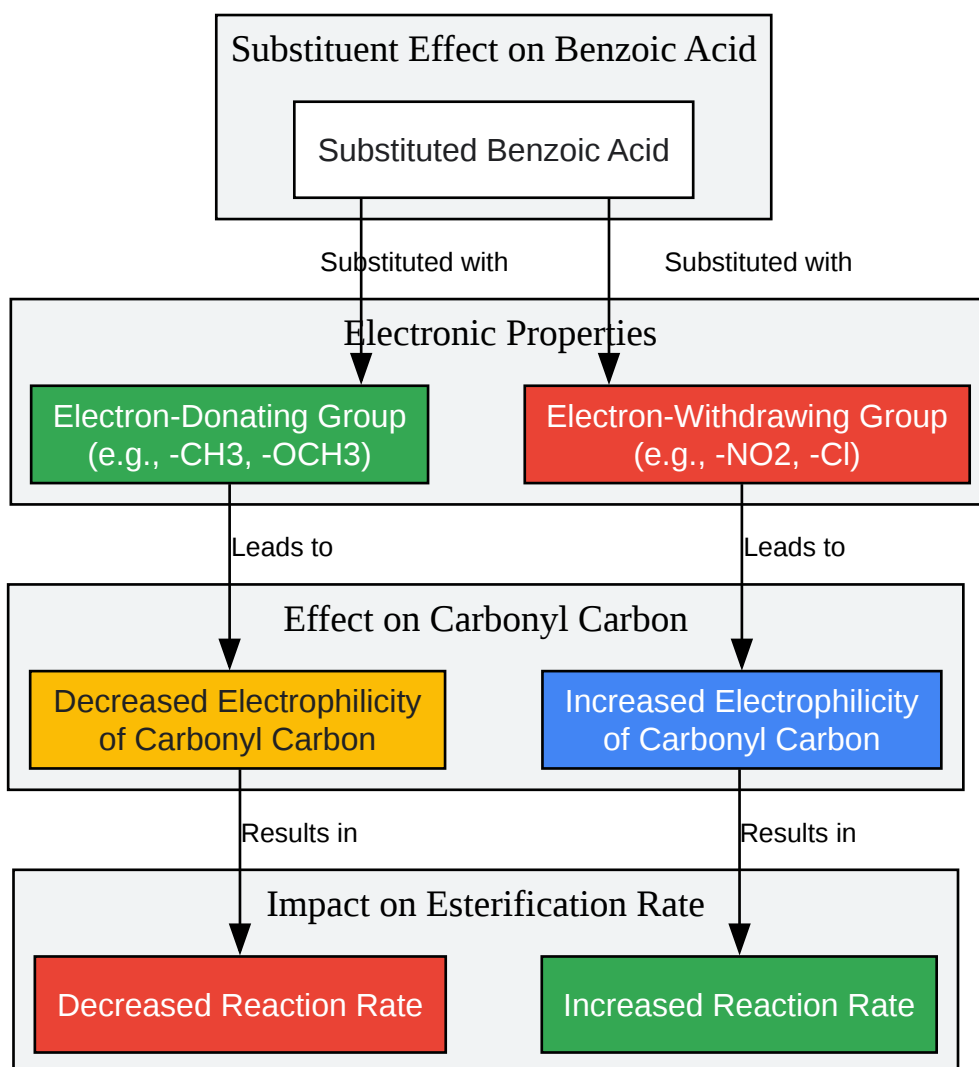 Substituent Effect on Benzoic Acid
Substituted Benzoic Acid
Substituted with
Substituted with
Electronic Properties
Electron-Donating Group
(e.g., -CH3, -OCH3)
Electron-Withdrawing Group
(e.g., -NO2, -Cl)
Leads to
Leads to
Effect on Carbonyl Carbon
Decreased Electrophilicity
of Carbonyl Carbon
Increased Electrophilicity
of Carbonyl Carbon
Results in
Results in
Impact on Esterification Rate
Decreased Reaction Rate
Increased Reaction Rate